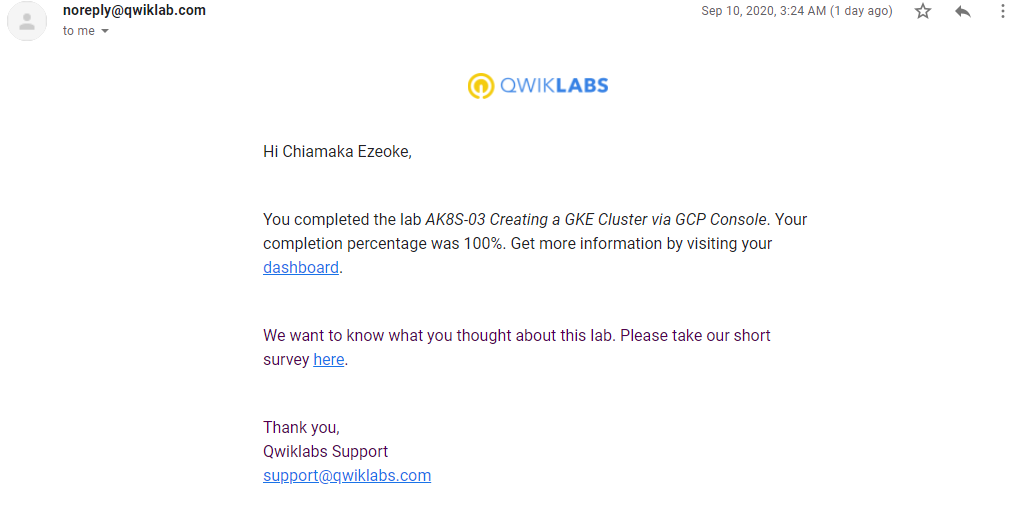 noreply@qwiklab.com
Sep 10, 2020, 3:24 AM (1 day ago)
to me
QWIKLABS
Hi Chiamaka Ezeoke,
You completed the lab AK8S-03 Creating a GKE Cluster via GCP Console. Your
completion percentage was 100%. Get more information by visiting your
dashboard.
We want to know what you thought about this lab. Please take our short
survey here.
Thank you,
Qwiklabs Support
support@qwiklabs.com